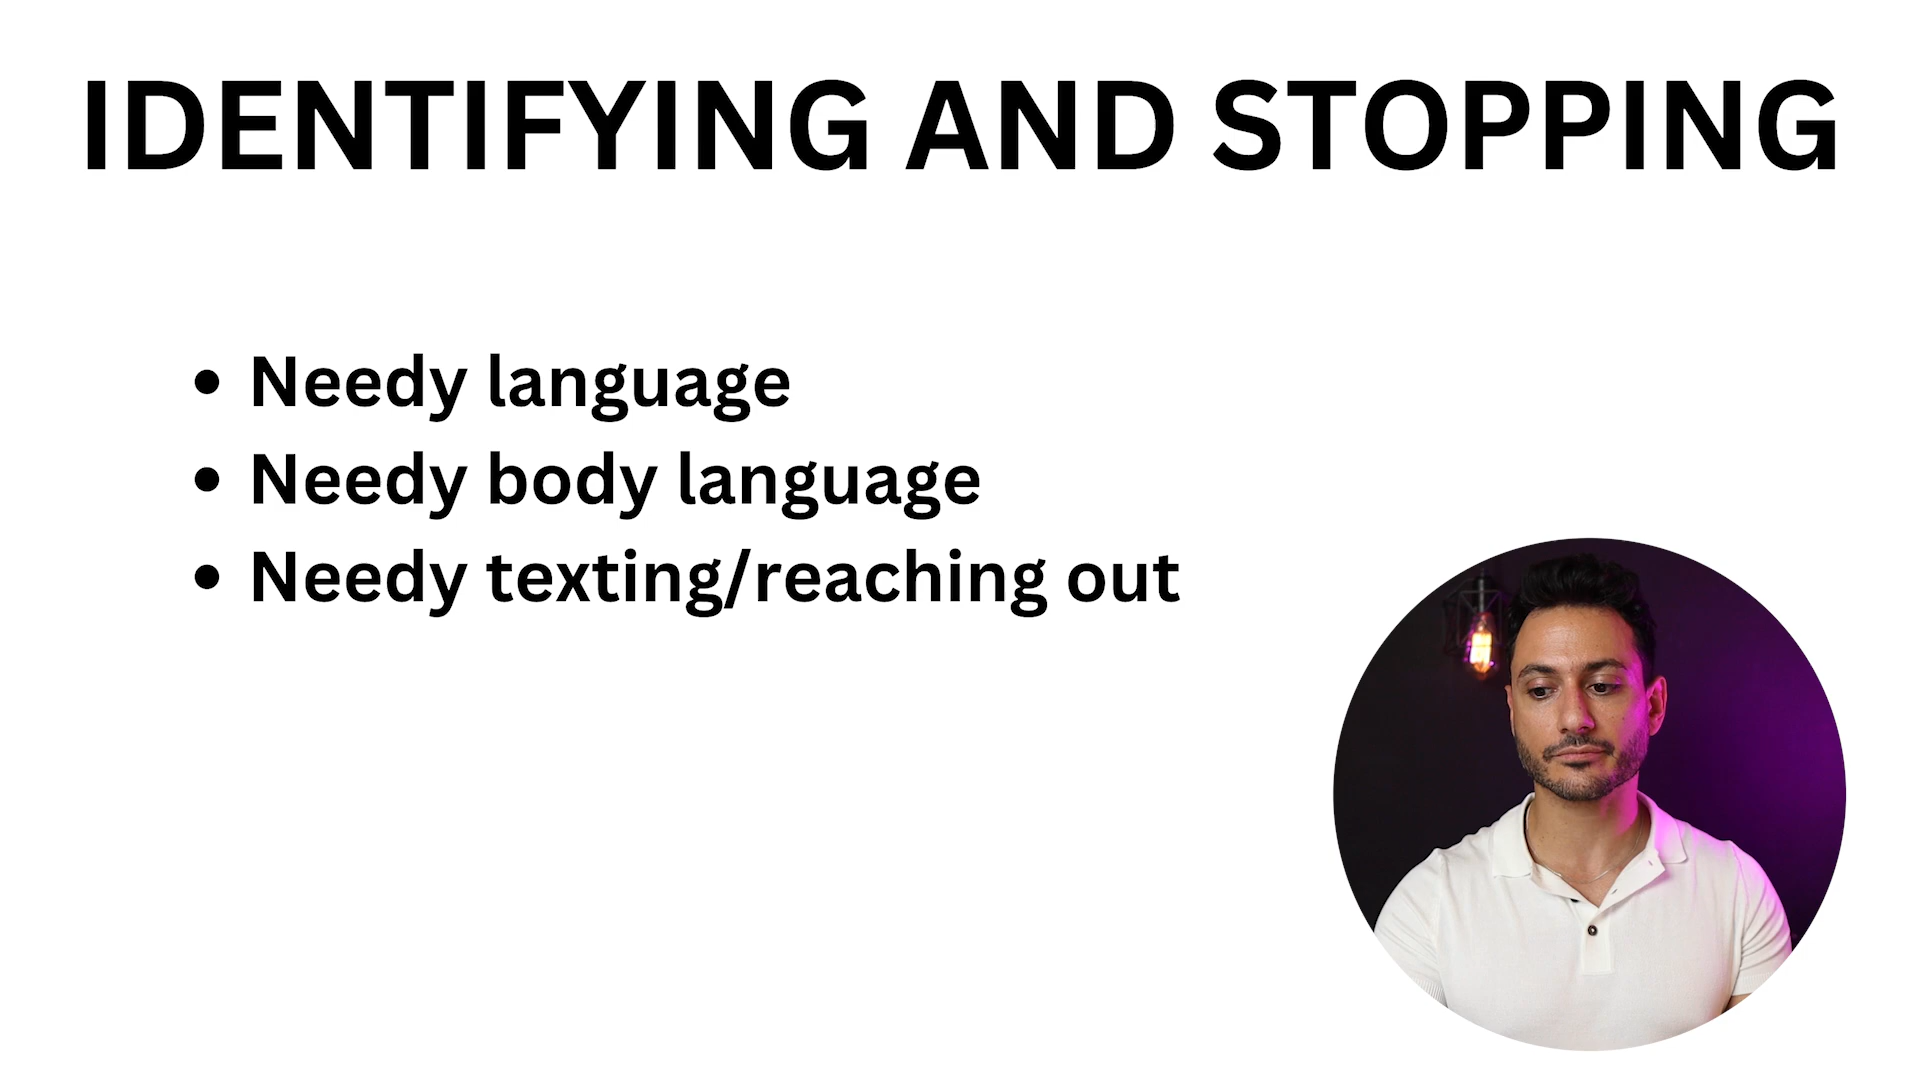 IDENTIFYING AND STOPPING
• Needy language
• Needy body language
• Needy texting/reaching out